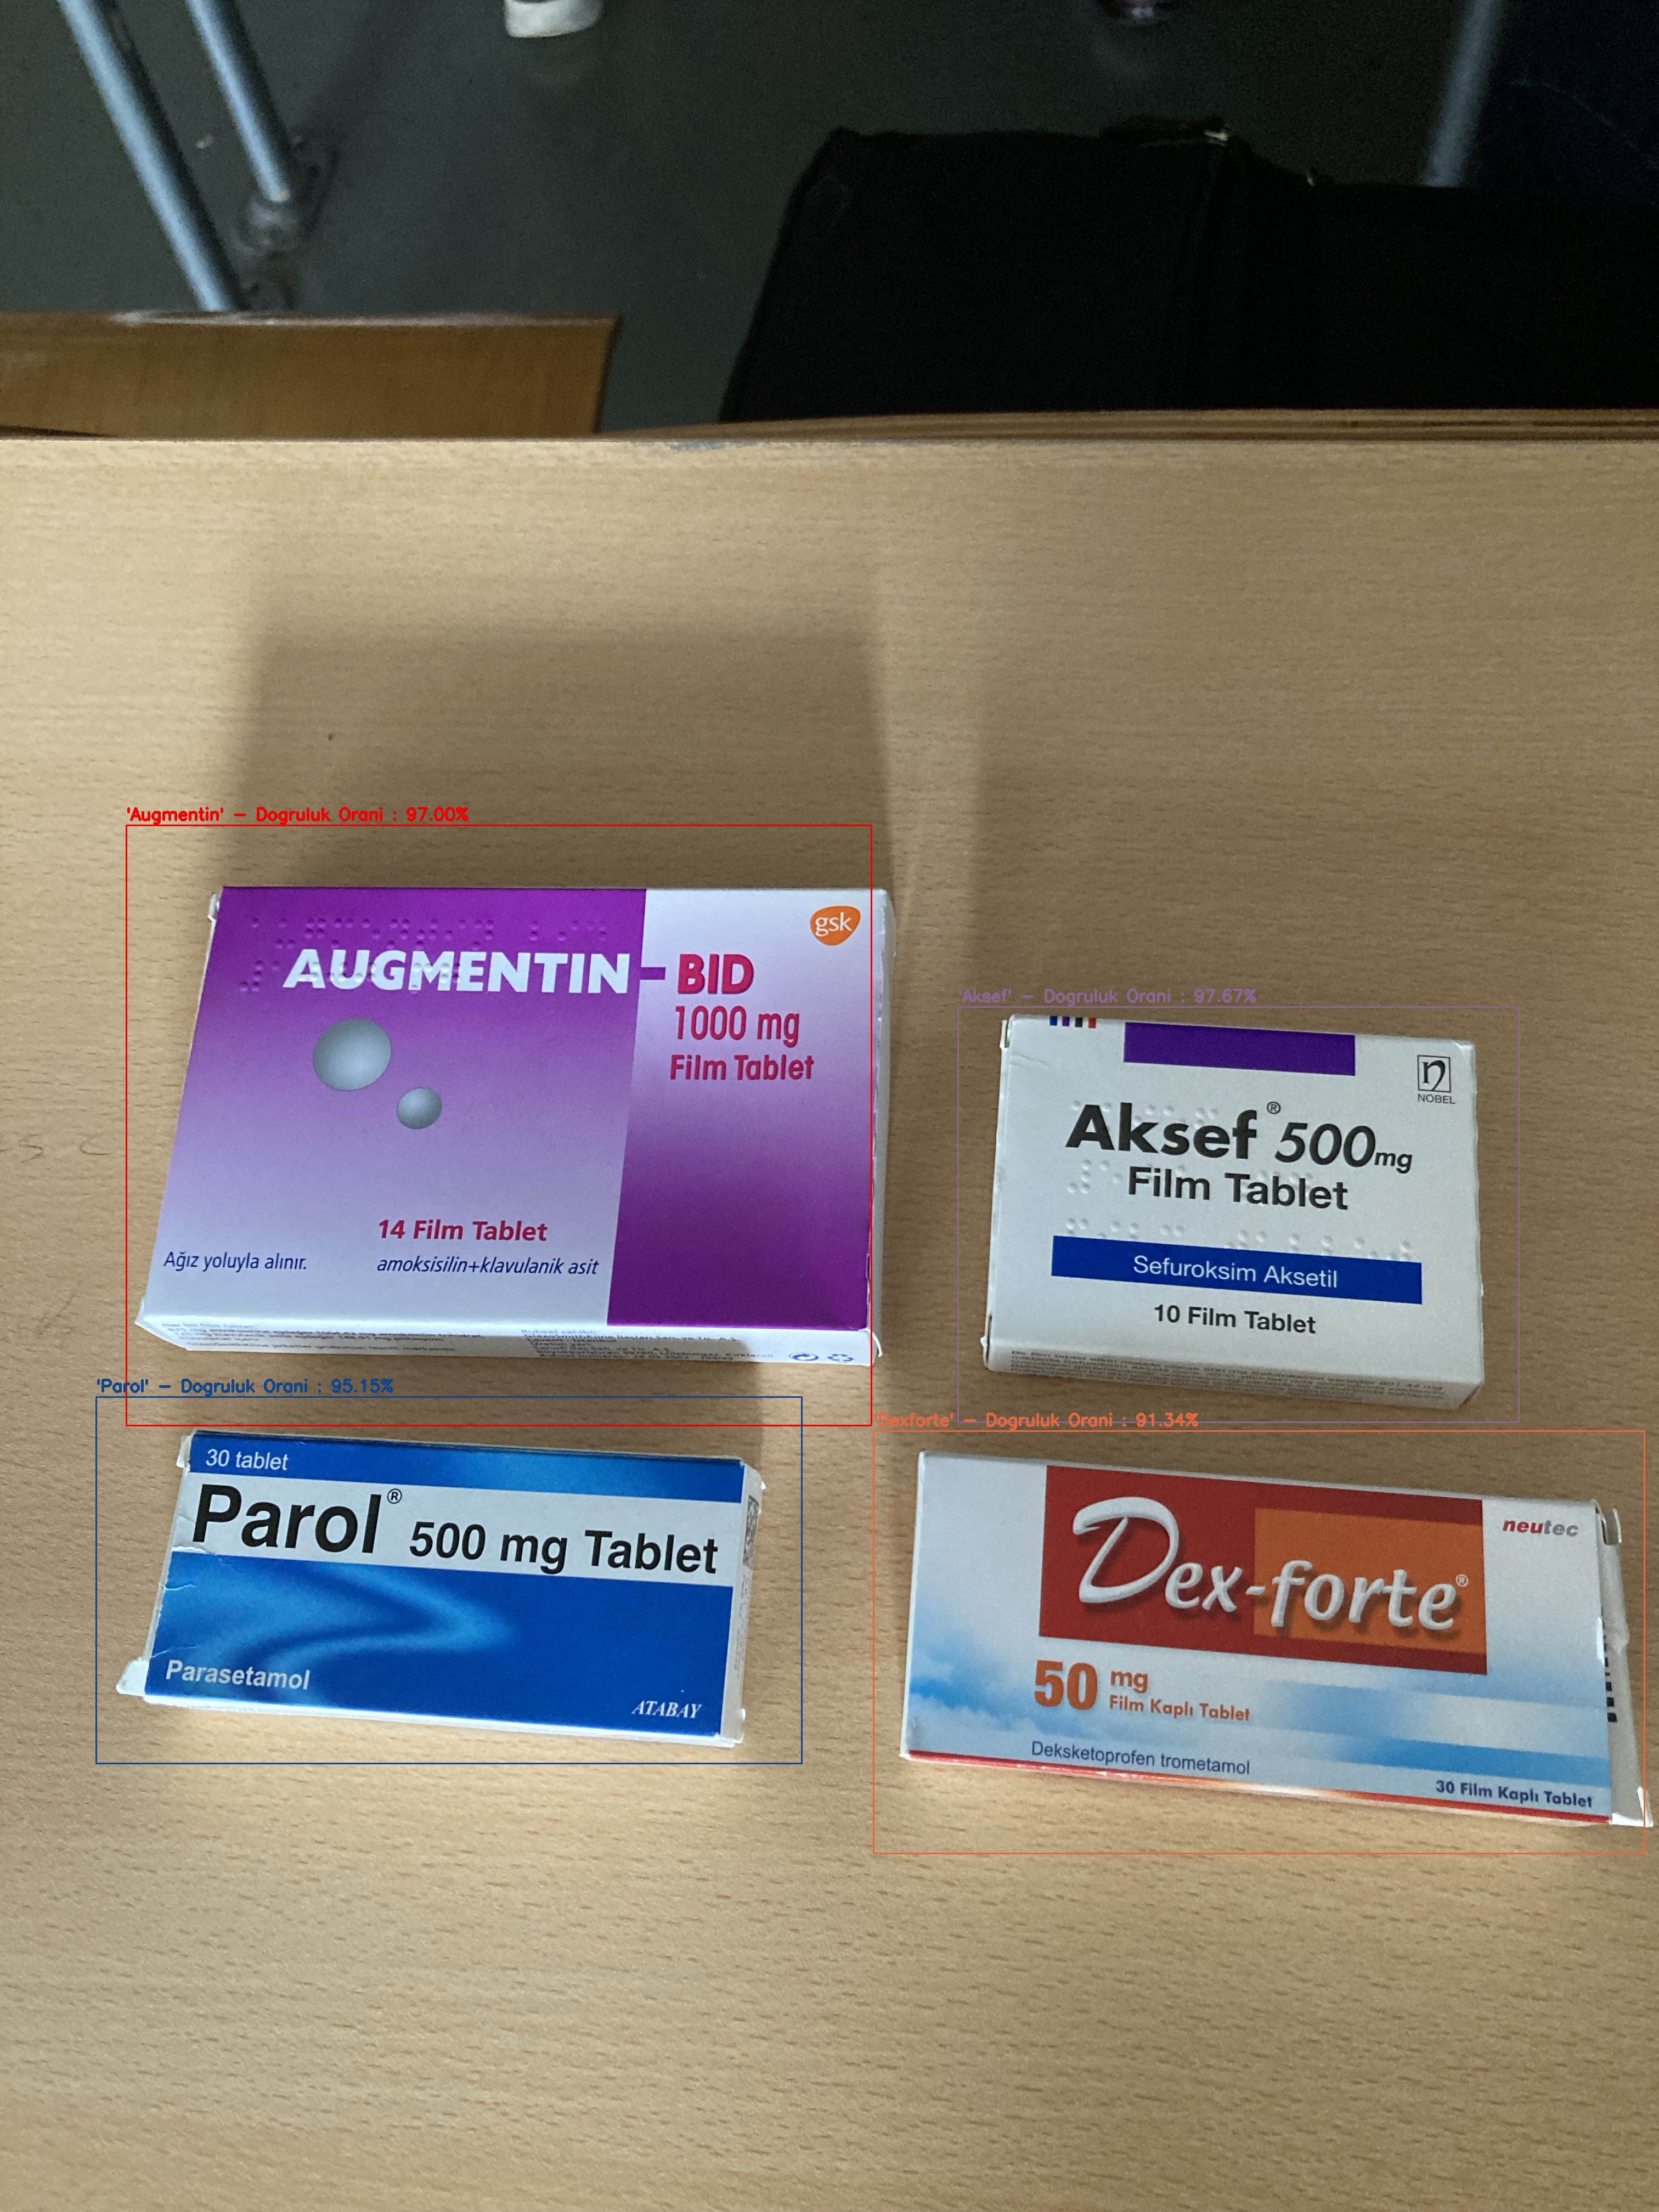 'Augmentin' - Dogruluk Orani : 97.00%
gsk
AUGMENTIN-BID
1000 mg
Film Tablet
14 Film Tablet
Ağız yoluyla alınır.
amoksisilin+klavulanik asit
'Aksef' - Dogruluk Orani : 97.67%
NOBEL
Aksef® 500mg
Film Tablet
Sefuroksim Aksetil
10 Film Tablet
'Parol' - Dogruluk Orani : 95.15%
30 tablet
Parol® 500 mg Tablet
Parasetamol
ATABAY
'Dexforte' - Dogruluk Orani : 91.34%
neutec
Dex-forte®
50 mg
Film Kaplı Tablet
Deksketoprofen trometamol
30 Film Kaplı Tablet